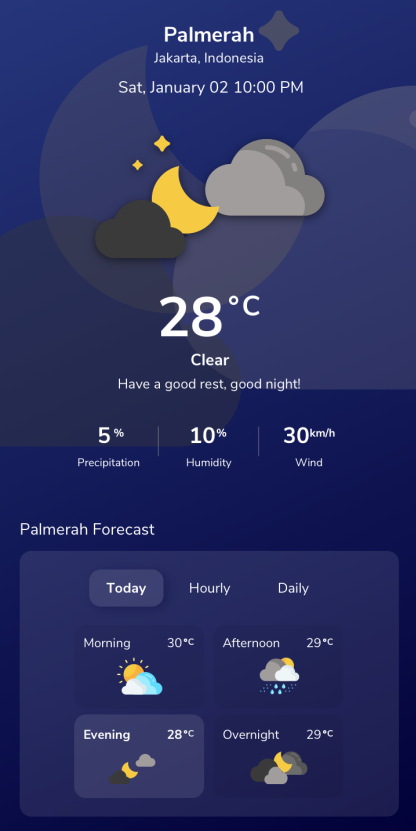 Palmerah
Jakarta, Indonesia
Sat, January 02 10:00 PM
28°C
Clear
Have a good rest, good night!
5% 10% 30km/h
Precipitation Humidity Wind
Palmerah Forecast
Today Hourly Daily
Morning 30°C Afternoon 29°C
Evening 28°C Overnight 29°C